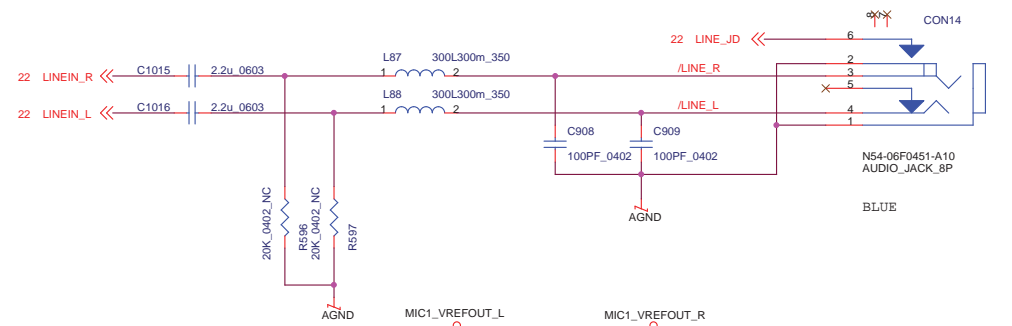 8 7
CON14
22 LINE_JD
6
L87 300L300m_350
2
22 LINEIN_R
C1015 2.2u_0603
1 2
/LINE_R
3
5
L88 300L300m_350
22 LINEIN_L
C1016 2.2u_0603
1 2
/LINE_L
4
1
C908
100PF_0402
C909
100PF_0402
N54-06F0451-A10
AUDIO_JACK_8P
BLUE
20K_0402_NC
R596
20K_0402_NC
R597
AGND
AGND
MIC1_VREFOUT_L
MIC1_VREFOUT_R